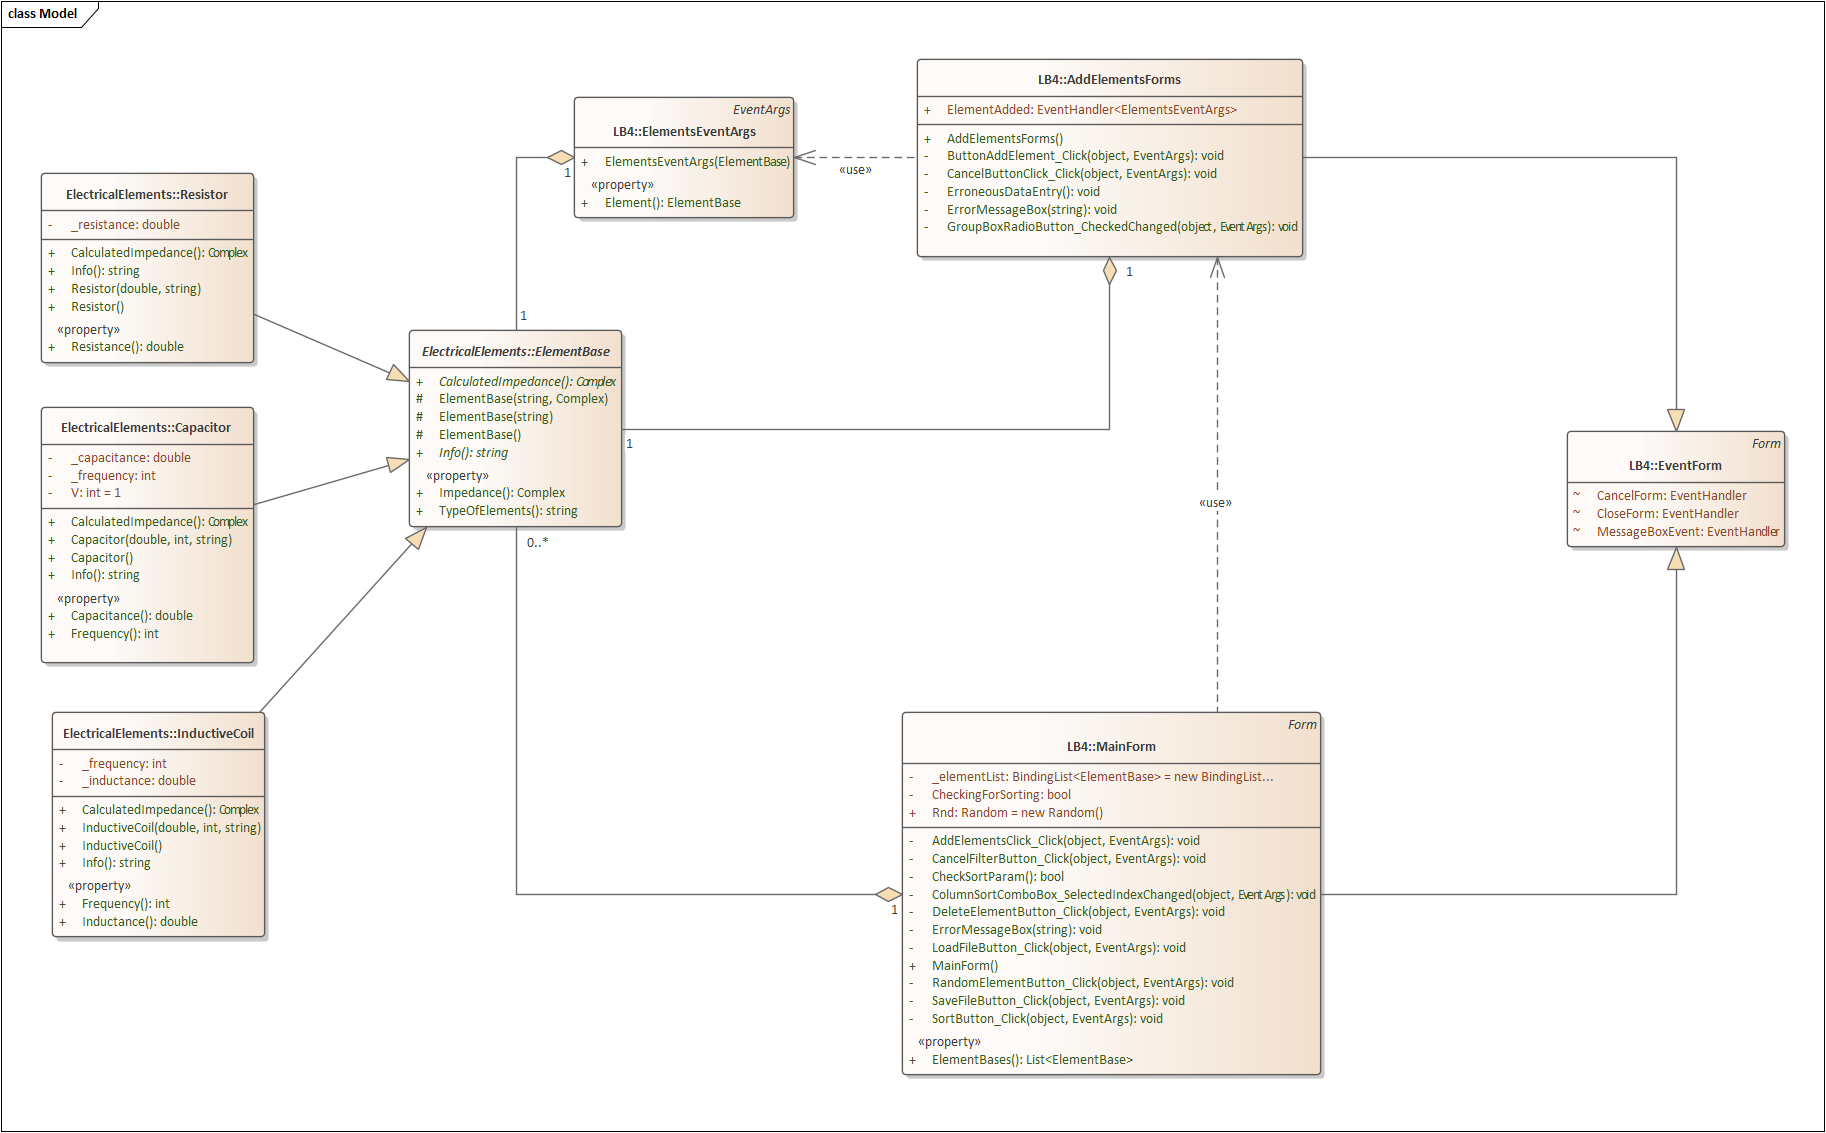 class Model
EventArgs
LB4::ElementsEventArgs
+ ElementsEventArgs(ElementBase)
«property»
+ Element(): ElementBase
1
1
«use»
LB4::AddElementsForms
+ ElementAdded: EventHandler<ElementsEventArgs>
+ AddElementsForms()
- ButtonAddElement_Click(object, EventArgs): void
- CancelButtonClick_Click(object, EventArgs): void
- ErroneousDataEntry(): void
- ErrorMessageBox(string): void
- GroupBoxRadioButton_CheckedChanged(object, EventArgs): void
1
ElectricalElements::Resistor
- _resistance: double
+ CalculatedImpedance(): Complex
+ Info(): string
+ Resistor(double, string)
+ Resistor()
«property»
+ Resistance(): double
ElectricalElements::ElementBase
+ CalculatedImpedance(): Complex
# ElementBase(string, Complex)
# ElementBase(string)
# ElementBase()
+ Info(): string
«property»
+ Impedance(): Complex
+ TypeOfElements(): string
1
0..*
ElectricalElements::Capacitor
- _capacitance: double
- _frequency: int
- V: int = 1
+ CalculatedImpedance(): Complex
+ Capacitor(double, int, string)
+ Capacitor()
+ Info(): string
«property»
+ Capacitance(): double
+ Frequency(): int
«use»
Form
LB4::EventForm
~ CancelForm: EventHandler
~ CloseForm: EventHandler
~ MessageBoxEvent: EventHandler
ElectricalElements::InductiveCoil
- _frequency: int
- _inductance: double
+ CalculatedImpedance(): Complex
+ InductiveCoil(double, int, string)
+ InductiveCoil()
+ Info(): string
«property»
+ Frequency(): int
+ Inductance(): double
1
Form
LB4::MainForm
- _elementList: BindingList<ElementBase> = new BindingList...
- CheckingForSorting: bool
+ Rnd: Random = new Random()
- AddElementsClick_Click(object, EventArgs): void
- CancelFilterButton_Click(object, EventArgs): void
- CheckSortParam(): bool
- ColumnSortComboBox_SelectedIndexChanged(object, EventArgs): void
- DeleteElementButton_Click(object, EventArgs): void
- ErrorMessageBox(string): void
- LoadFileButton_Click(object, EventArgs): void
+ MainForm()
- RandomElementButton_Click(object, EventArgs): void
- SaveFileButton_Click(object, EventArgs): void
- SortButton_Click(object, EventArgs): void
«property»
+ ElementBases(): List<ElementBase>